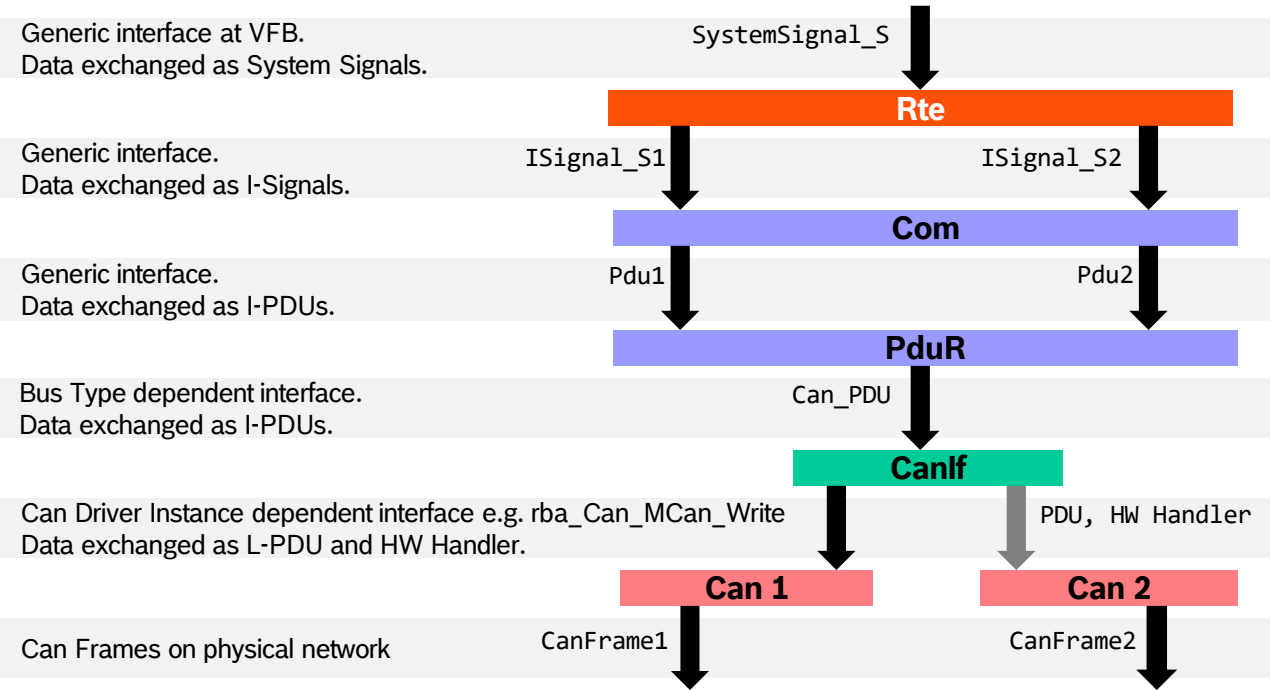 Generic interface at VFB.
Data exchanged as System Signals.
SystemSignal_S
Rte
Generic interface.
Data exchanged as I-Signals.
ISignal_S1
ISignal_S2
Com
Generic interface.
Data exchanged as I-PDUs.
Pdu1
Pdu2
PduR
Bus Type dependent interface.
Data exchanged as I-PDUs.
Can_PDU
CanIf
Can Driver Instance dependent interface e.g. rba_Can_MCan_Write
Data exchanged as L-PDU and HW Handler.
PDU, HW Handler
Can 1
Can 2
Can Frames on physical network
CanFrame1
CanFrame2